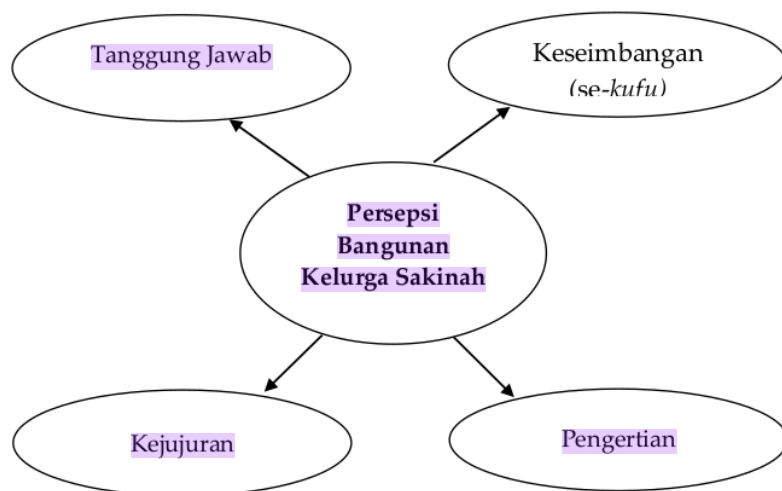 Tanggung Jawab
Keseimbangan
(se-kufu)
Persepsi
Bangunan
Kelurga Sakinah
Kejujuran
Pengertian